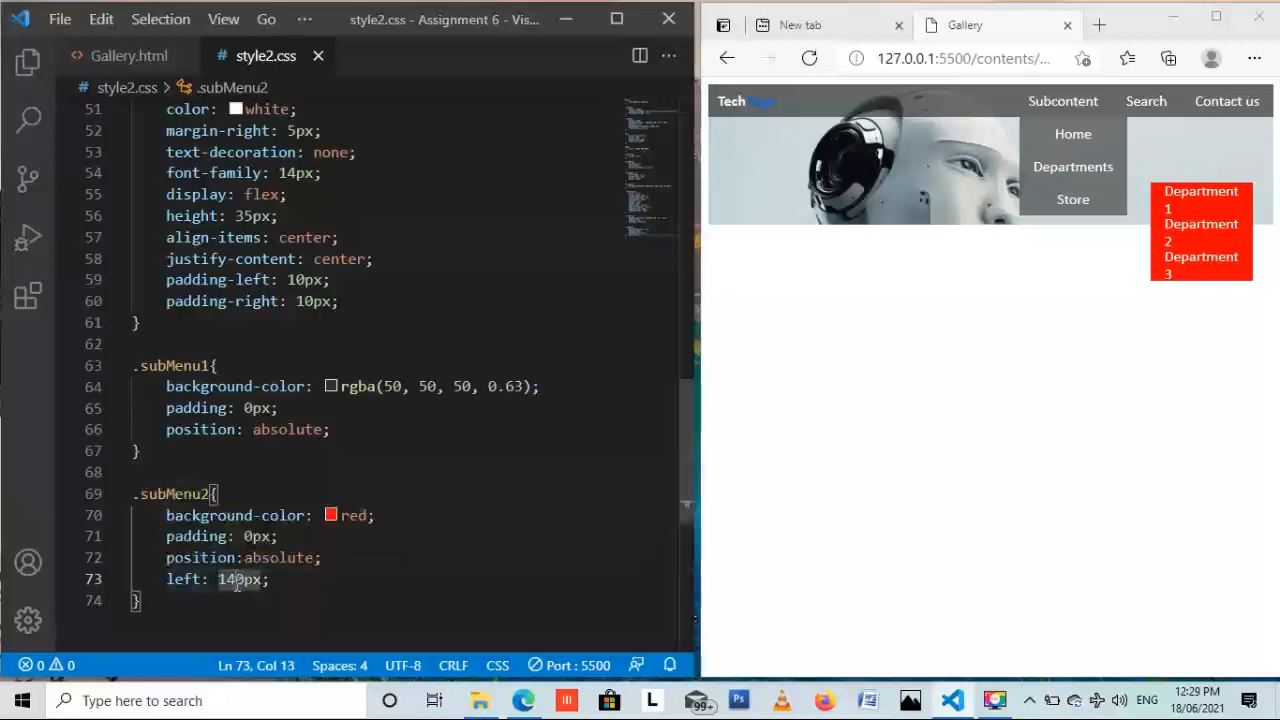 File Edit Selection View Go ··· style2.css - Assignment 6 - Vis...
Gallery.html # style2.css
# style2.css > .subMenu2
51 color: white;
52 margin-right: 5px;
53 text-decoration: none;
54 font-family: 14px;
55 display: flex;
56 height: 35px;
57 align-items: center;
58 justify-content: center;
59 padding-left: 10px;
60 padding-right: 10px;
61 }
62
63 .subMenu1{
64 background-color: rgba(50, 50, 50, 0.63);
65 padding: 0px;
66 position: absolute;
67 }
68
69 .subMenu2{
70 background-color: red;
71 padding: 0px;
72 position:absolute;
73 left: 140px;
74 }
0 0 Ln 73, Col 13 Spaces: 4 UTF-8 CRLF CSS Port : 5500
New tab Gallery
127.0.0.1:5500/contents/...
TechPage Subcontent Search Contact us
Home
Departments
Store
Department
1
Department
2
Department
3
Type here to search L Ps 99+ ENG 12:29 PM
18/06/2021